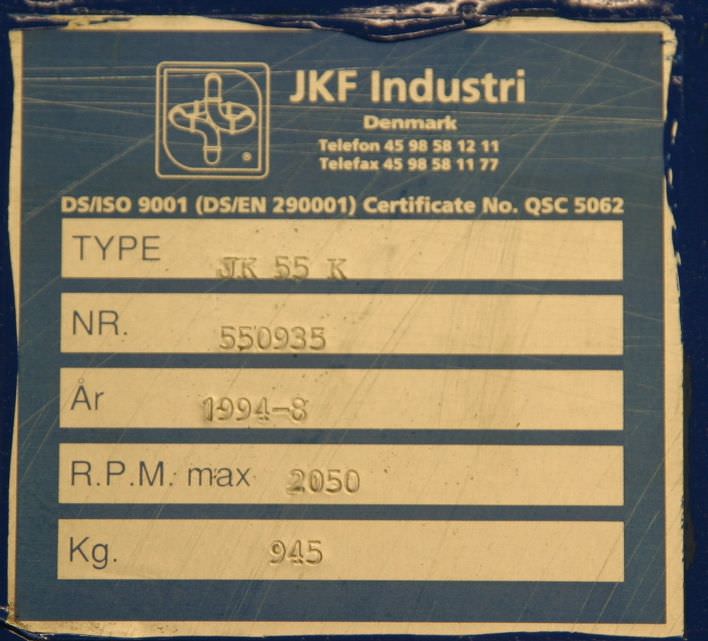 JKF Industri
Denmark
Telefon 45 98 58 12 11
Telefax 45 98 58 11 77
DS/ISO 9001 (DS/EN 290001) Certificate No. QSC 5062
TYPE JK 55 K
NR. 550935
År 1994-8
R.P.M. max 2050
Kg. 945